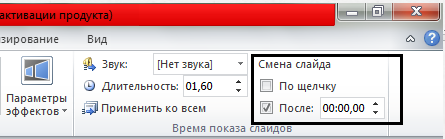 активации продукта)
изирование Вид
Параметры эффектов
Звук: [Нет звука]
Длительность: 01,60
Применить ко всем
Смена слайда
По щелчку
После: 00:00,00
Время показа слайдов